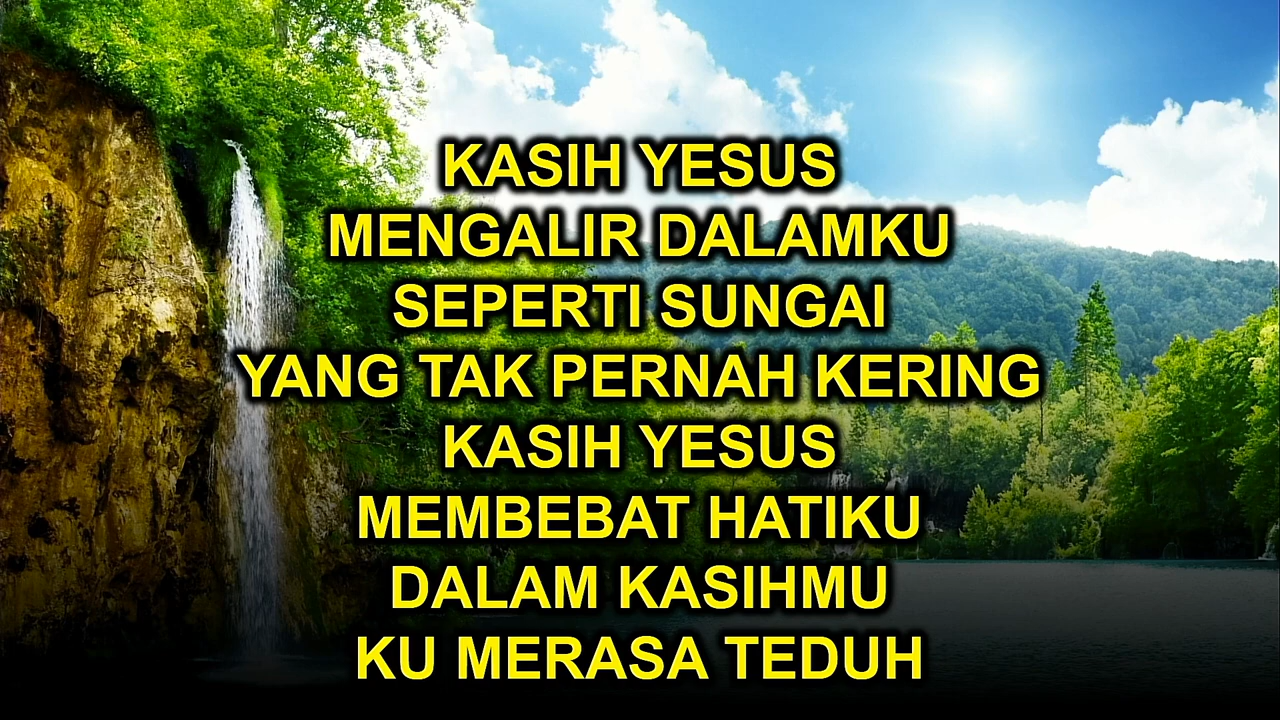 KASIH YESUS
MENGALIR DALAMKU
SEPERTI SUNGAI
YANG TAK PERNAH KERING
KASIH YESUS
MEMBEBAT HATIKU
DALAM KASIHMU
KU MERASA TEDUH